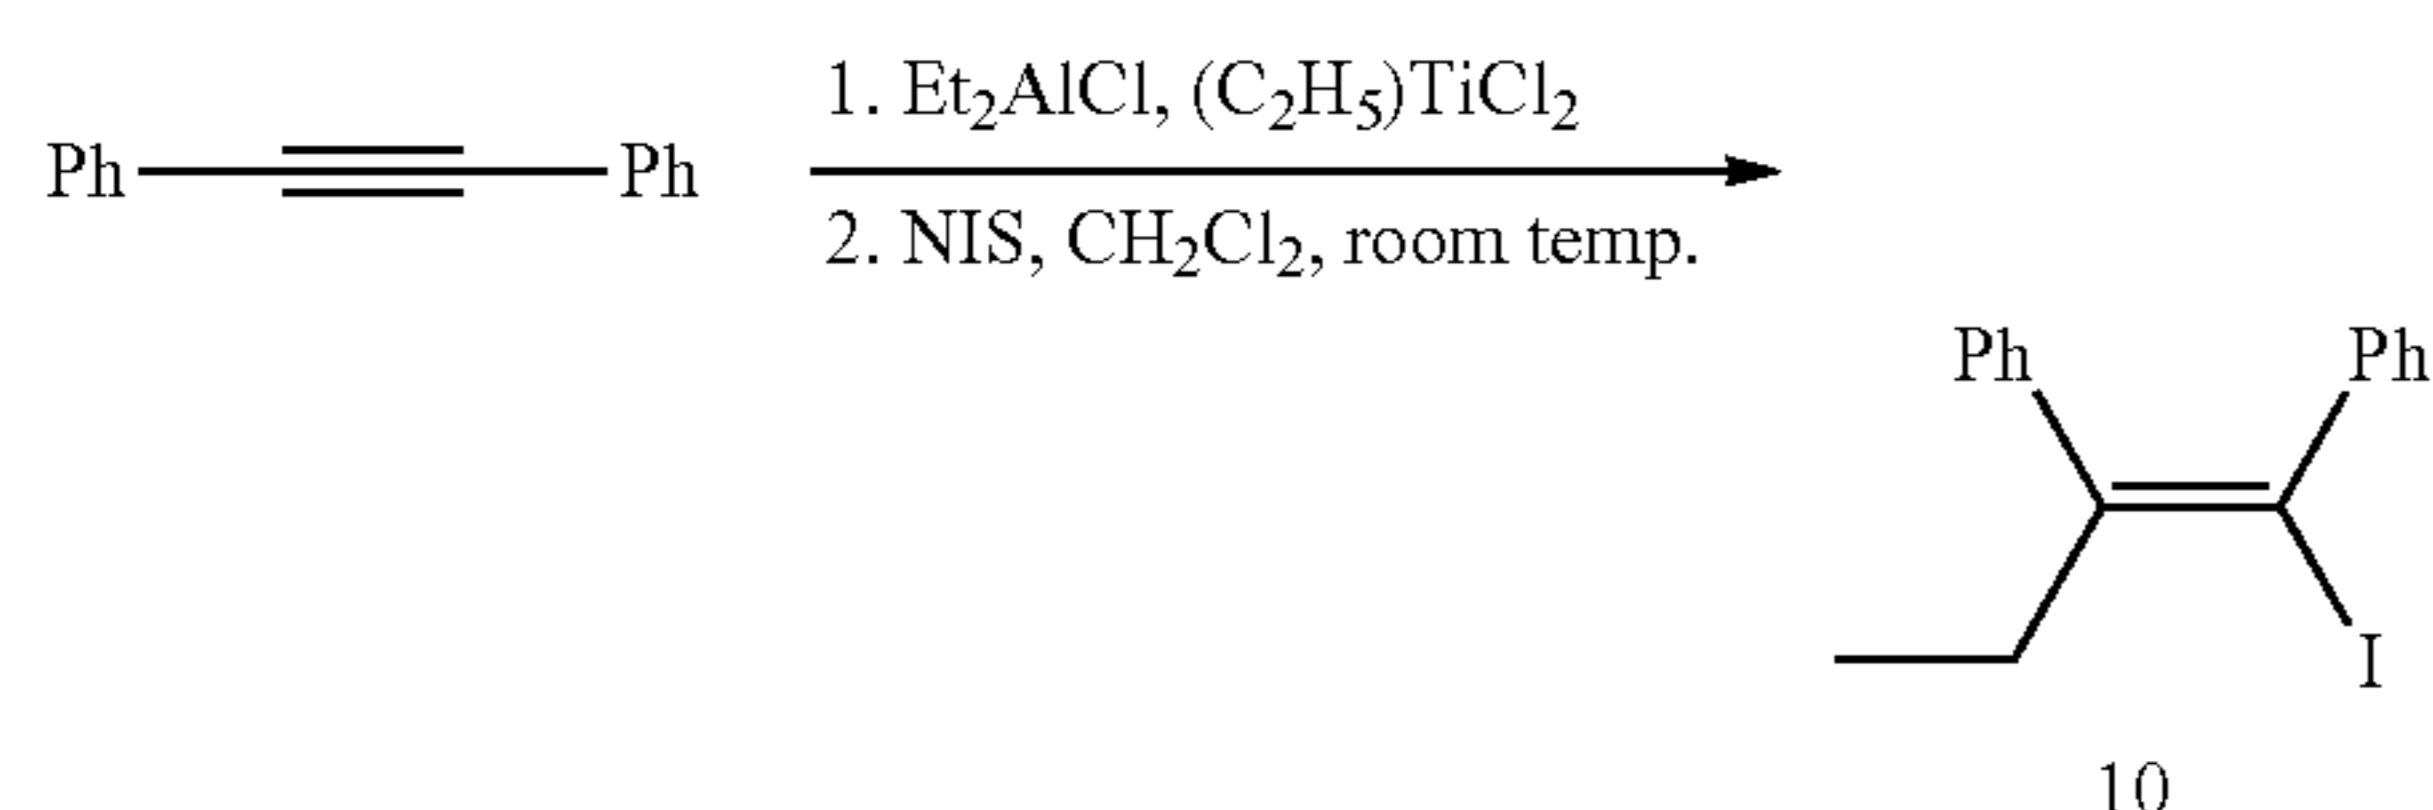 1. Et₂AlCl, (C₂H₅)TiCl₂
Ph Ph
2. NIS, CH₂Cl₂, room temp.
Ph Ph
I
10